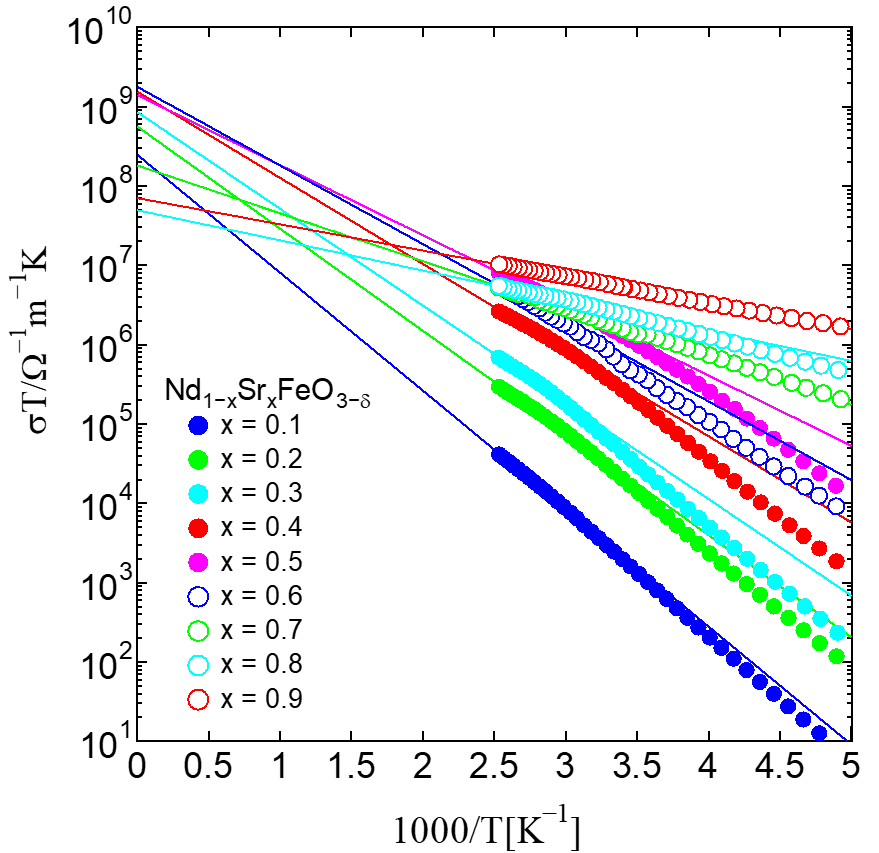 10^10
10^9
10^8
10^7
10^6
10^5
10^4
10^3
10^2
10^1
σT/Ω⁻¹m⁻¹K
Nd₁₋ₓSrₓFeO₃₋δ
x = 0.1
x = 0.2
x = 0.3
x = 0.4
x = 0.5
x = 0.6
x = 0.7
x = 0.8
x = 0.9
0 0.5 1 1.5 2 2.5 3 3.5 4 4.5 5
1000/T[K⁻¹]